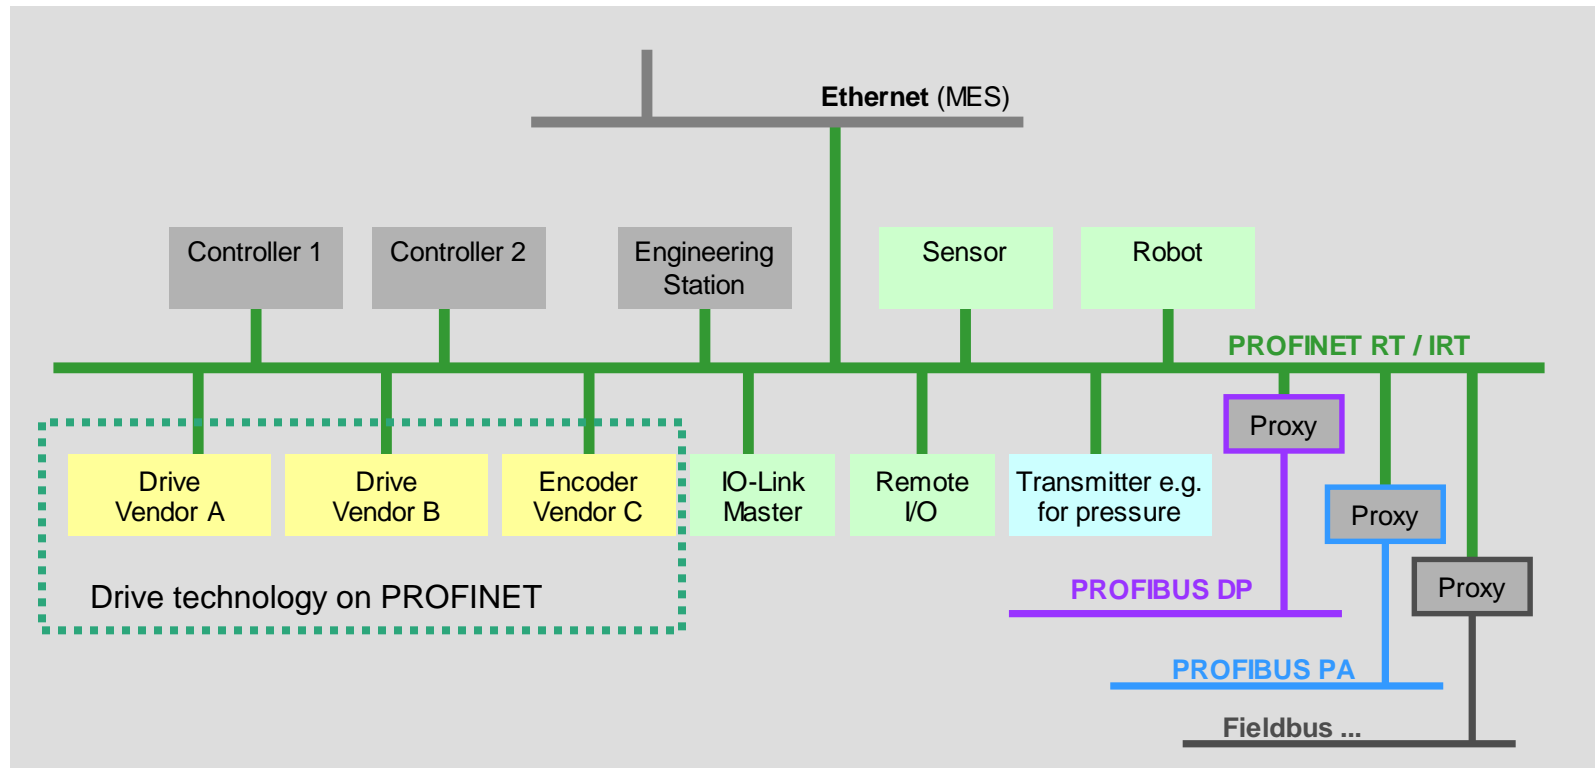 Ethernet (MES)
Controller 1
Controller 2
Engineering
Station
Sensor
Robot
PROFINET RT / IRT
Drive
Vendor A
Drive
Vendor B
Encoder
Vendor C
IO-Link
Master
Remote
I/O
Transmitter e.g.
for pressure
Proxy
Proxy
Proxy
Drive technology on PROFINET
PROFIBUS DP
PROFIBUS PA
Fieldbus ...